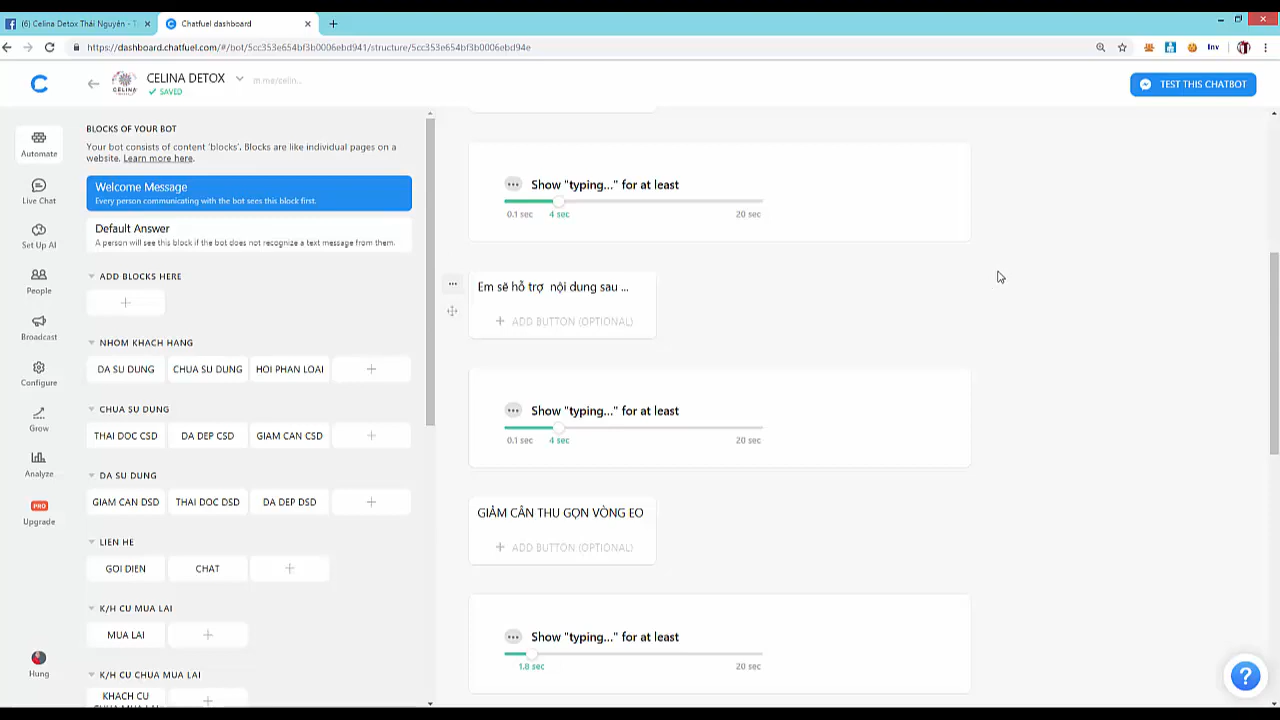 (6) Celina Detox Thái Nguyên - T
Chatfuel dashboard
https://dashboard.chatfuel.com/#/bot/5cc353e654bf3b0006ebd941/structure/5cc353e654bf3b0006ebd94e
Inv
CELINA DETOX
m.me/celin...
SAVED
CELINA
TEST THIS CHATBOT
Automate
Live Chat
Set Up AI
People
Broadcast
Configure
Grow
Analyze
PRO
Upgrade
Hung
BLOCKS OF YOUR BOT
Your bot consists of content 'blocks'. Blocks are like individual pages on a
website. Learn more here.
Welcome Message
Every person communicating with the bot sees this block first.
Default Answer
A person will see this block if the bot does not recognize a text message from them.
ADD BLOCKS HERE
NHOM KHACH HANG
DA SU DUNG
CHUA SU DUNG
HOI PHAN LOAI
CHUA SU DUNG
THAI DOC CSD
DA DEP CSD
GIAM CAN CSD
DA SU DUNG
GIAM CAN DSD
THAI DOC DSD
DA DEP DSD
LIEN HE
GOI DIEN
CHAT
K/H CU MUA LAI
MUA LAI
K/H CU CHUA MUA LAI
KHACH CU
CHUA MUA LAI
Show "typing..." for at least
0.1 sec
4 sec
20 sec
Em sẽ hỗ trợ nội dung sau ...
ADD BUTTON (OPTIONAL)
Show "typing..." for at least
0.1 sec
4 sec
20 sec
GIẢM CÂN THU GỌN VÒNG EO
ADD BUTTON (OPTIONAL)
Show "typing..." for at least
1.8 sec
20 sec
?